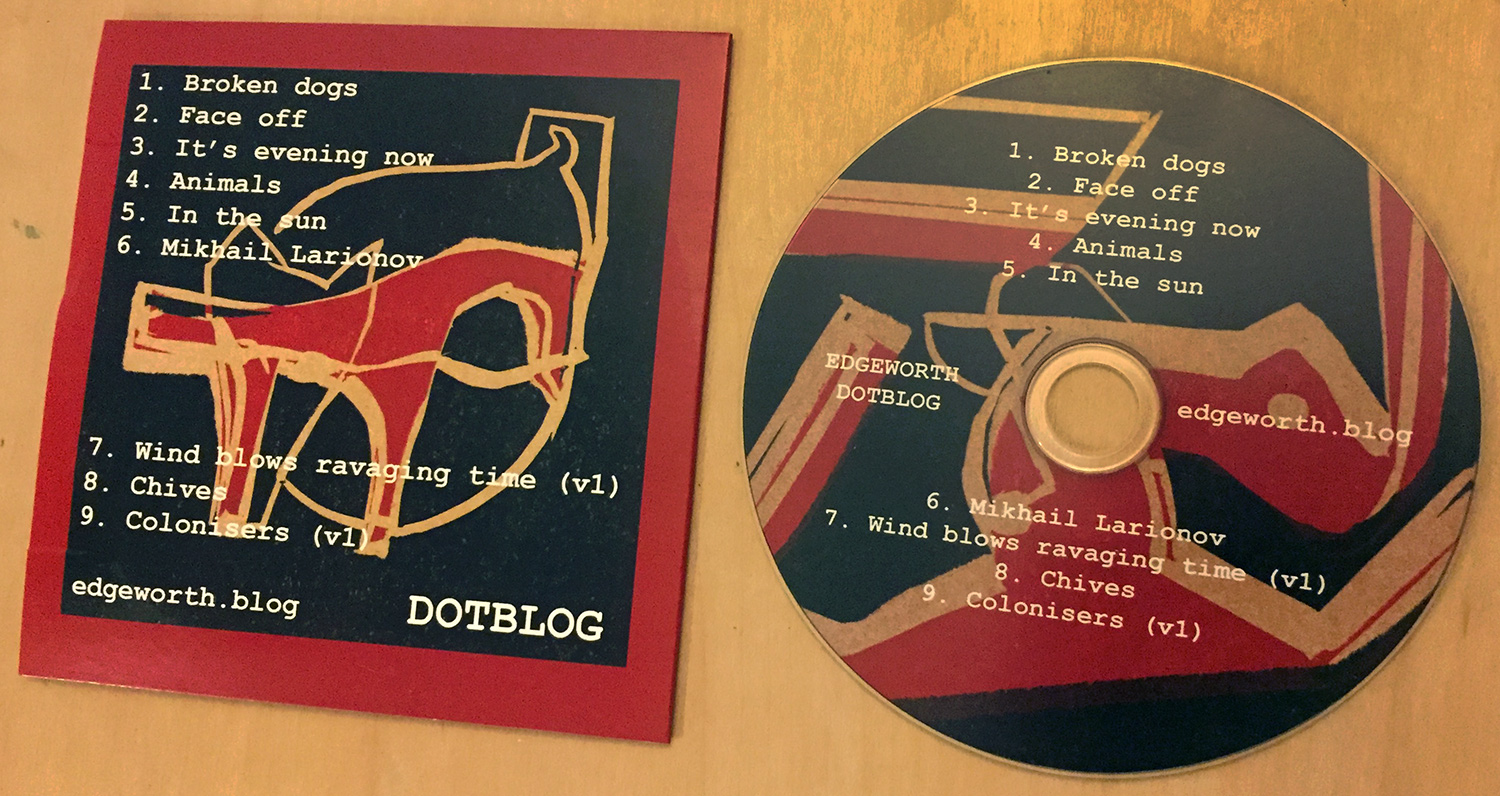 1. Broken dogs
2. Face off
3. It's evening now
4. Animals
5. In the sun
6. Mikhail Larionov
7. Wind blows ravaging time (v1)
8. Chives
9. Colonisers (v1)
edgeworth.blog
DOTBLOG
1. Broken dogs
2. Face off
3. It's evening now
4. Animals
5. In the sun
EDGEWORTH
DOTBLOG
edgeworth.blog
6. Mikhail Larionov
7. Wind blows ravaging time (v1)
8. Chives
9. Colonisers (v1)